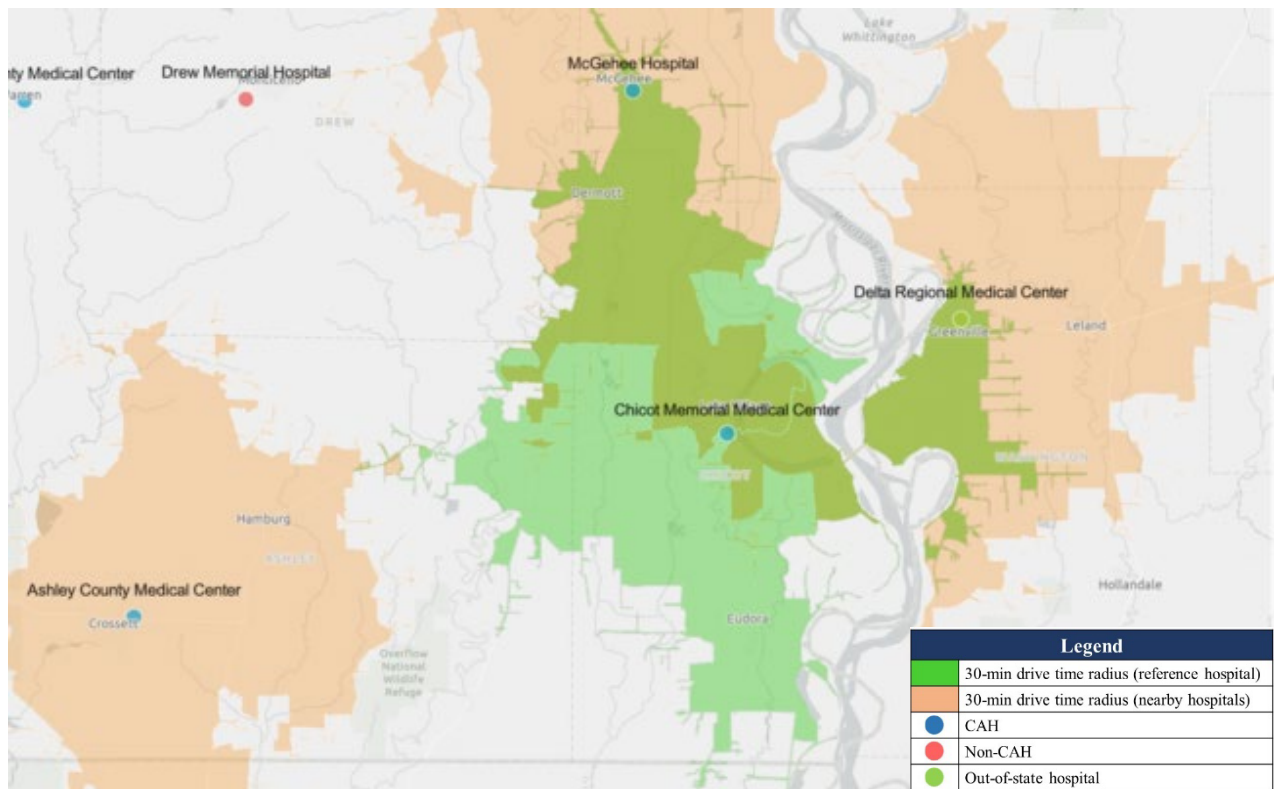 Lake
Whittington
nty Medical Center
Drew Memorial Hospital
McGehee Hospital
McGehee
DREW
Dermott
Delta Regional Medical Center
Greenville
Leland
Chicot Memorial Medical Center
WASHINGTON
Hamburg
ASHLEY
Hollandale
Ashley County Medical Center
Crossett
Eudora
Overflow
National
Wildlife
Refuge
Legend
30-min drive time radius (reference hospital)
30-min drive time radius (nearby hospitals)
CAH
Non-CAH
Out-of-state hospital